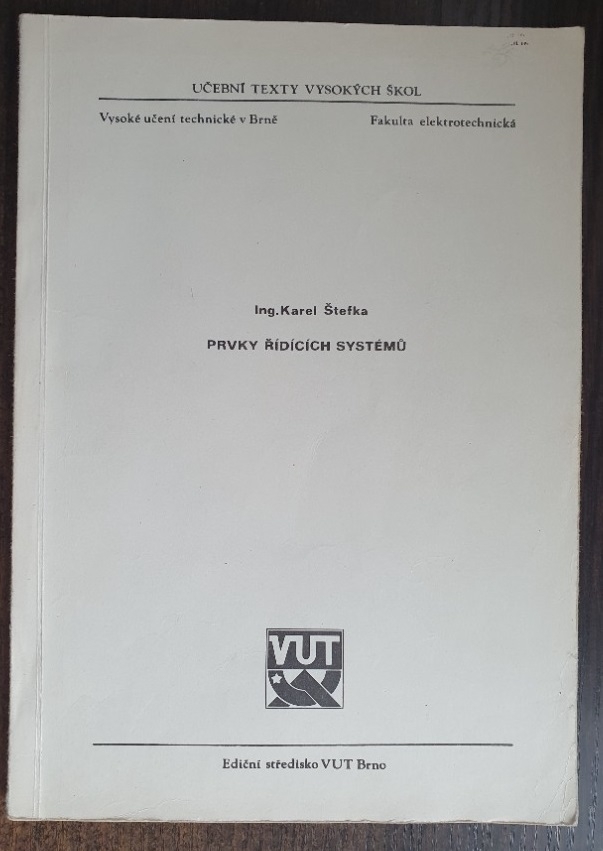 UČEBNÍ TEXTY VYSOKÝCH ŠKOL
Vysoké učení technické v Brně Fakulta elektrotechnická
Ing.Karel Štefka
PRVKY ŘÍDÍCÍCH SYSTÉMŮ
VUT
Ediční středisko VUT Brno